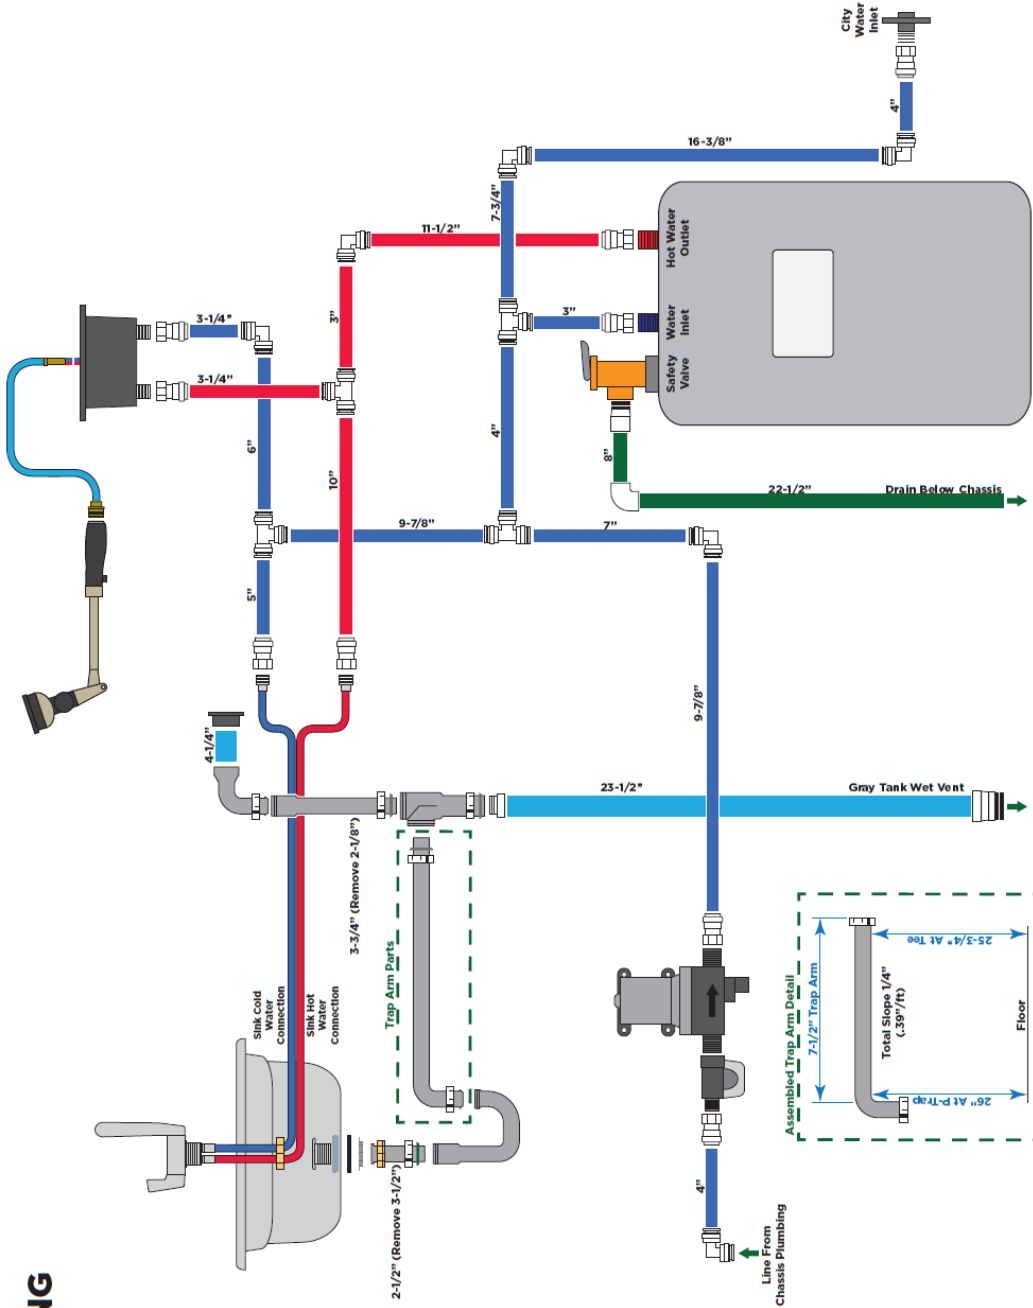 City
Water
Inlet
4"
16-3/8"
7-3/4"
11-1/2"
Hot Water
Outlet
3-1/4"
3"
3"
Water
Inlet
Safety
Valve
3-1/4"
6"
10"
4"
8"
22-1/2"
Drain Below Chassis
9-7/8"
7"
5"
9-7/8"
4-1/4"
23-1/2"
Gray Tank Wet Vent
3-3/4" (Remove 2-1/8")
Trap Arm Parts
Sink Cold
Water
Connection
Sink Hot
Water
Connection
2-1/2" (Remove 3-1/2")
4"
Line From
Chassis Plumbing
Assembled Trap Arm Detail
7-1/2" Trap Arm
25-3/4" At Tee
Total Slope 1/4"
(.39"/ft)
26" At P-Trap
Floor
NG